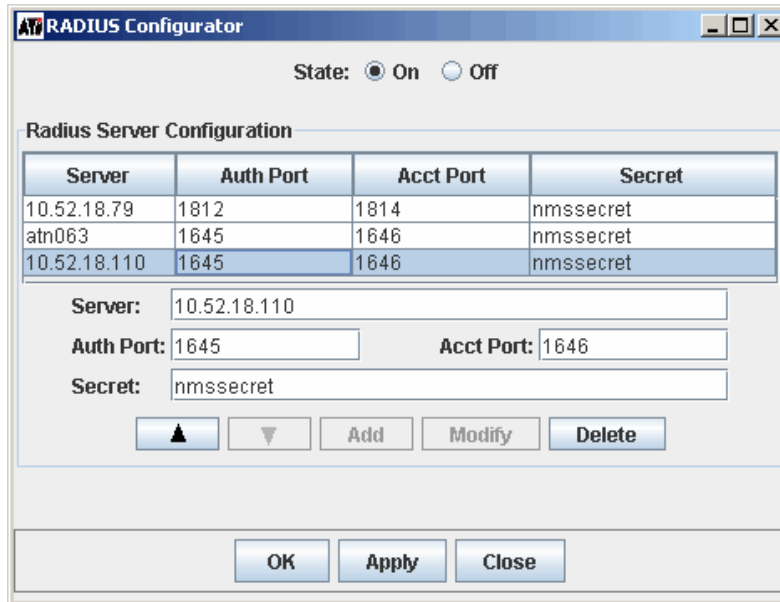 ATi RADIUS Configurator
State: On Off
Radius Server Configuration
Server Auth Port Acct Port Secret
10.52.18.79 1812 1814 nmssecret
atn063 1645 1646 nmssecret
10.52.18.110 1645 1646 nmssecret
Server: 10.52.18.110
Auth Port: 1645 Acct Port: 1646
Secret: nmssecret
Add Modify Delete
OK Apply Close